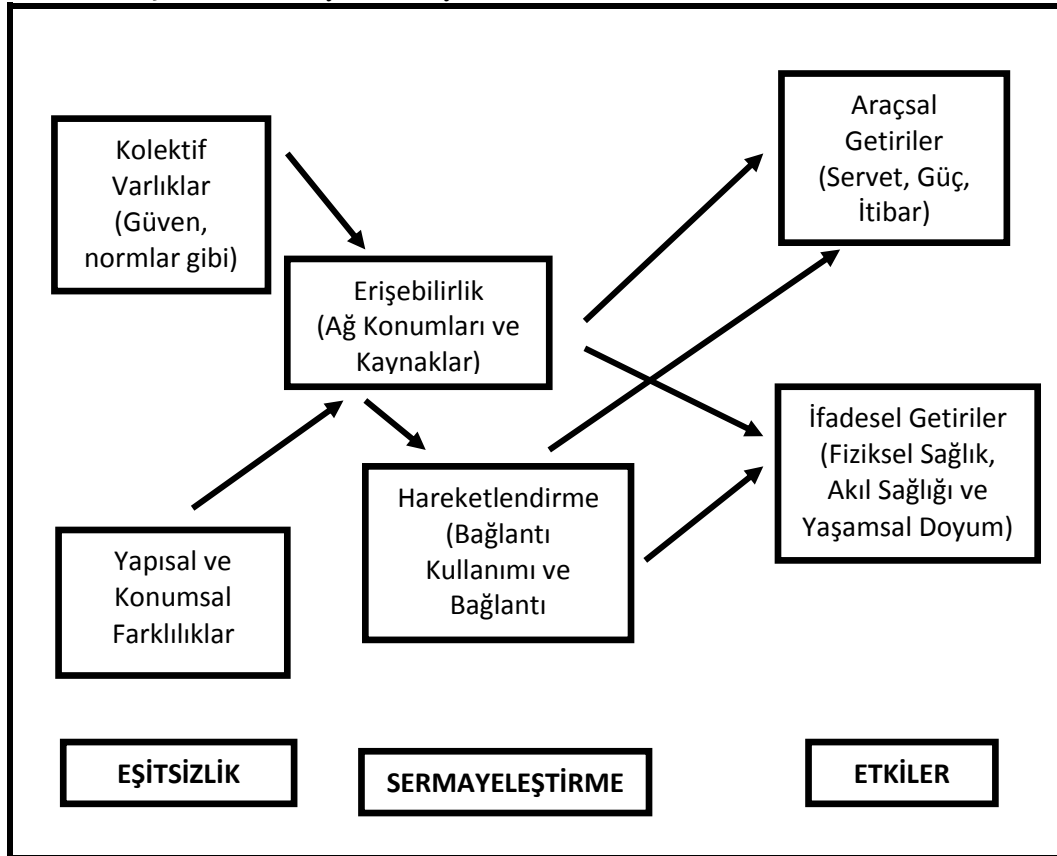 Kolektif
Varlıklar
(Güven,
normlar gibi)
Erişebilirlik
(Ağ Konumları ve
Kaynaklar)
Yapısal ve
Konumsal
Farklılıklar
Hareketlendirme
(Bağlantı
Kullanımı ve
Bağlantı
Araçsal
Getiriler
(Servet, Güç,
İtibar)
İfadesel Getiriler
(Fiziksel Sağlık,
Akıl Sağlığı ve
Yaşamsal Doyum)
EŞİTSİZLİK
SERMAYELEŞTİRME
ETKİLER